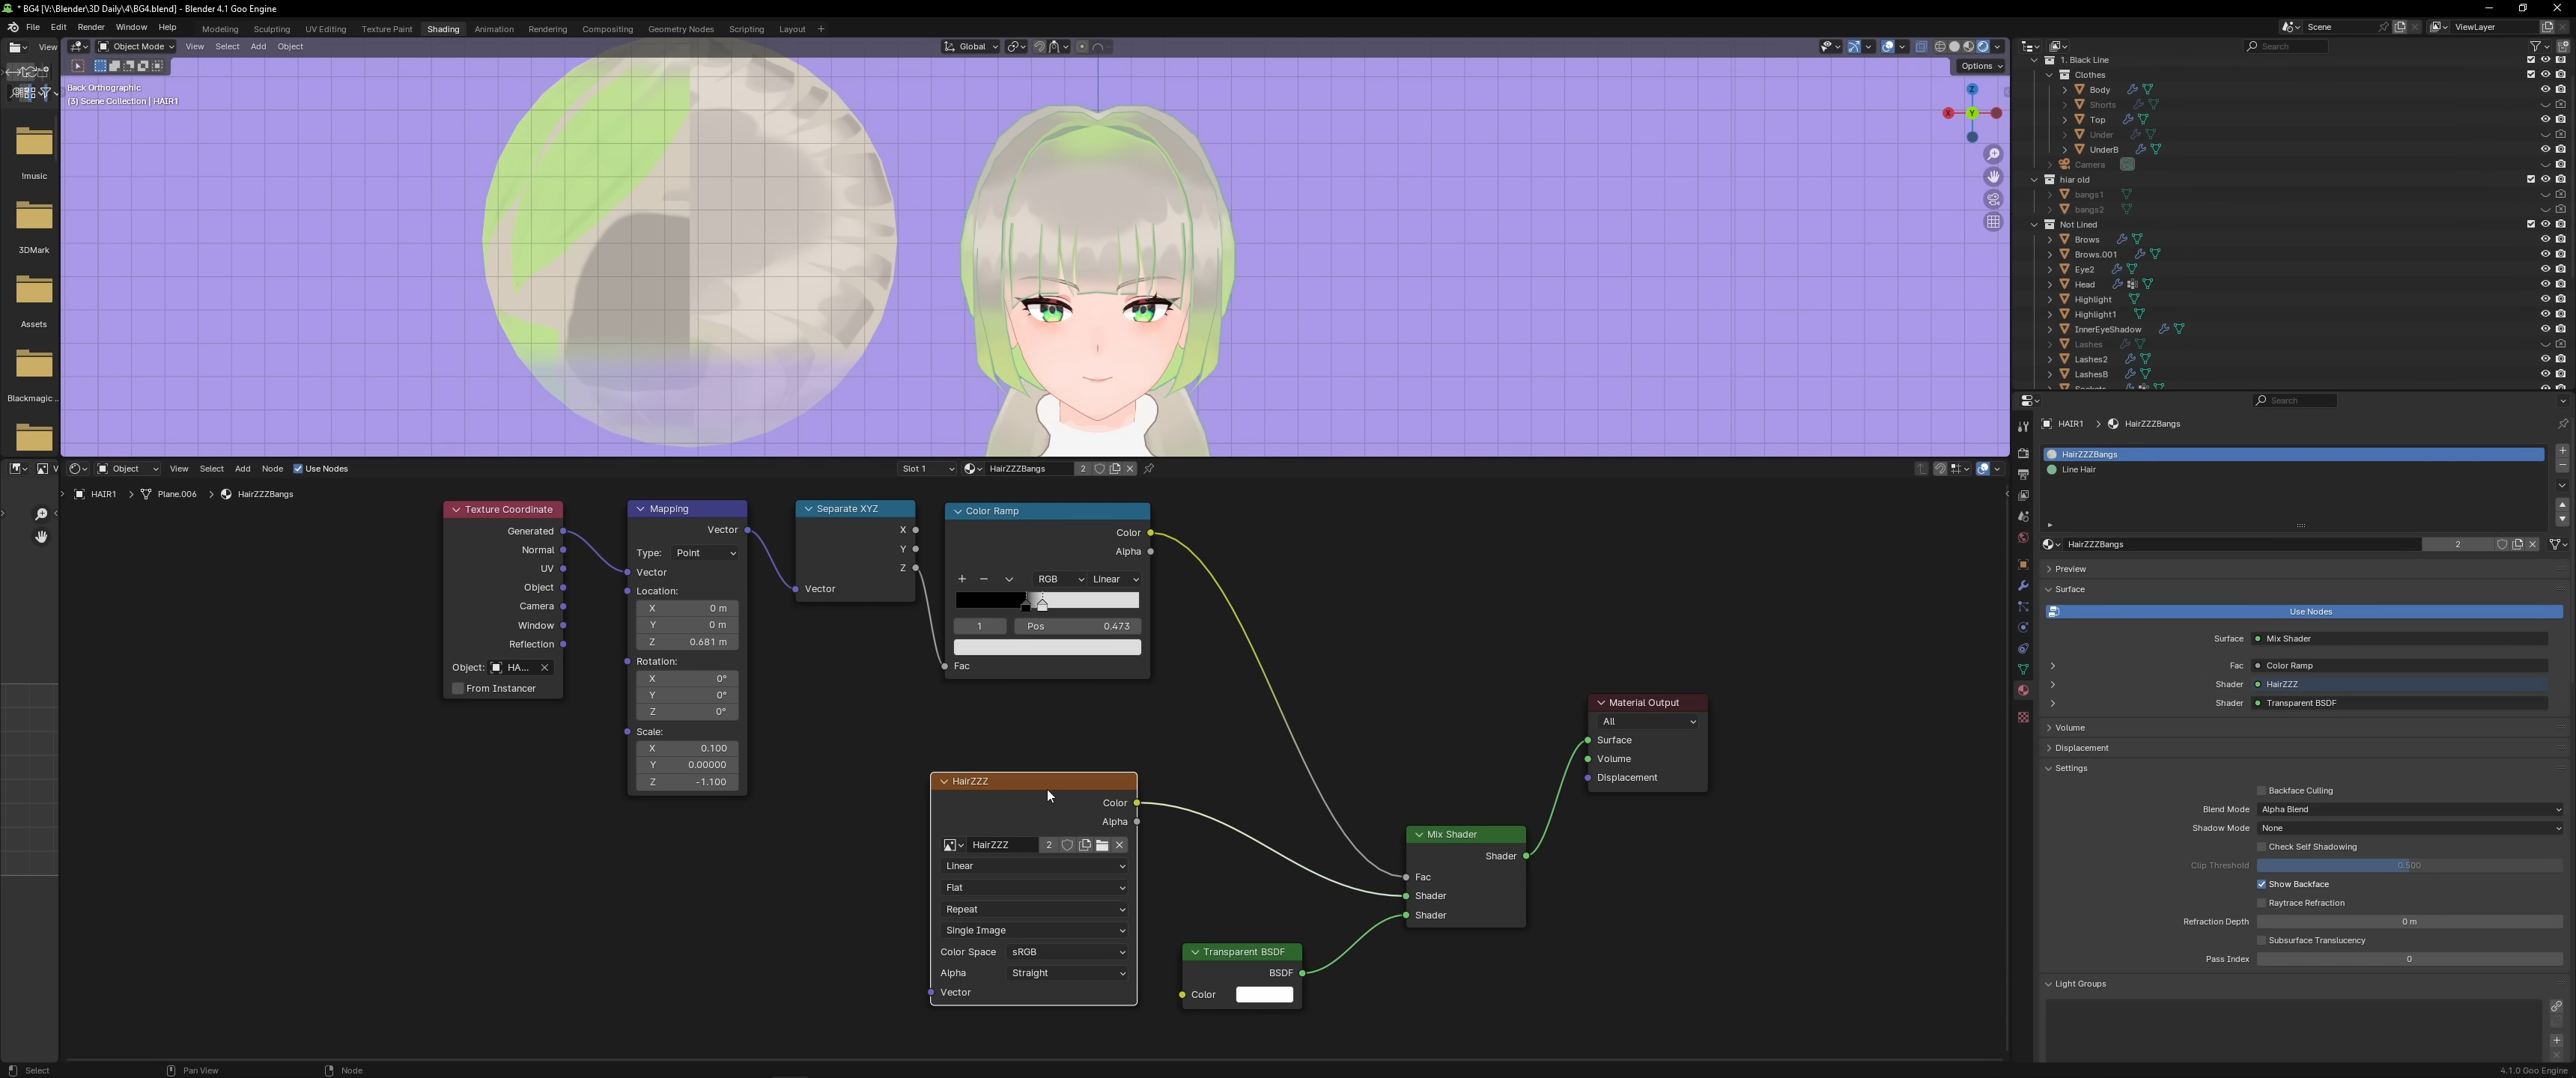 * BG4 [V:\Blender\3D Daily\4\BG4.blend] - Blender 4.1 Goo Engine
File Edit Render Window Help
Modeling Sculpting UV Editing Texture Paint Shading Animation Rendering Compositing Geometry Nodes Scripting Layout +
Scene
ViewLayer
View
Object Mode View Select Add Object
Global
Search
Options
Back Orthographic
(3) Scene Collection | HAIR1
X
Y
Z
!music
3DMark
Assets
Blackmagic ..
1. Black Line
Clothes
Body
Shorts
Top
Under
UnderB
Camera
hiar old
bangs1
bangs2
Not Lined
Brows
Brows.001
Eye2
Head
Highlight
Highlight1
InnerEyeShadow
Lashes
Lashes2
LashesB
Object View Select Add Node Use Nodes
Slot 1 HairZZZBangs 2
HAIR1 > Plane.006 > HairZZZBangs
Texture Coordinate
Generated
Normal
UV
Object
Camera
Window
Reflection
Object: HA...
From Instancer
Mapping
Vector
Type: Point
Vector
Location:
X 0 m
Y 0 m
Z 0.681 m
Rotation:
X 0°
Y 0°
Z 0°
Scale:
X 0.100
Y 0.00000
Z -1.100
Separate XYZ
X
Y
Z
Vector
Color Ramp
Color
Alpha
RGB Linear
1 Pos 0.473
Fac
HairZZZ
Color
Alpha
HairZZZ 2
Linear
Flat
Repeat
Single Image
Color Space sRGB
Alpha Straight
Vector
Transparent BSDF
BSDF
Color
Mix Shader
Shader
Fac
Shader
Shader
Material Output
All
Surface
Volume
Displacement
Search
HAIR1 > HairZZZBangs
HairZZZBangs
Line Hair
HairZZZBangs 2
Preview
Surface
Use Nodes
Surface Mix Shader
Fac Color Ramp
Shader HairZZZ
Shader Transparent BSDF
Volume
Displacement
Settings
Backface Culling
Blend Mode Alpha Blend
Shadow Mode None
Check Self Shadowing
Clip Threshold 0.500
Show Backface
Raytrace Refraction
Refraction Depth 0 m
Subsurface Translucency
Pass Index 0
Light Groups
Select Pan View Node
4.1.0 Goo Engine